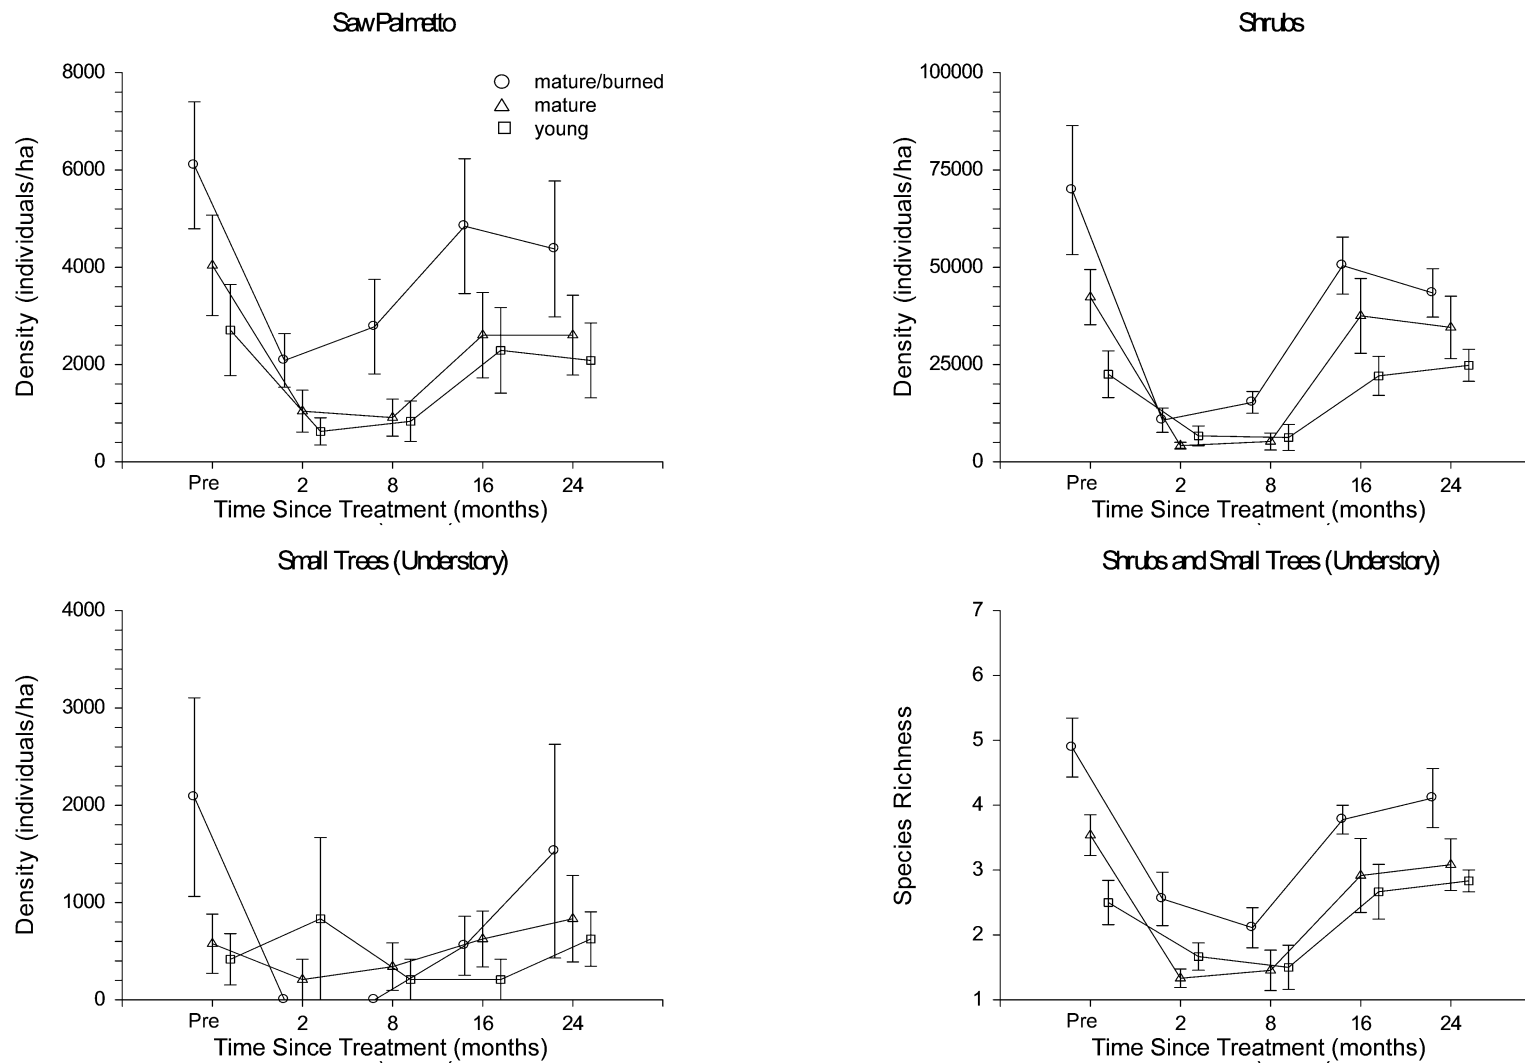 Saw Palmetto
8000
6000
4000
2000
0
Density (individuals/ha)
mature/burned
mature
young
Pre 2 8 16 24
Time Since Treatment (months)
Shrubs
100000
75000
50000
25000
0
Density (individuals/ha)
Pre 2 8 16 24
Time Since Treatment (months)
Small Trees (Understory)
4000
3000
2000
1000
0
Density (individuals/ha)
Pre 2 8 16 24
Time Since Treatment (months)
Shrubs and Small Trees (Understory)
7
6
5
4
3
2
1
Species Richness
Pre 2 8 16 24
Time Since Treatment (months)